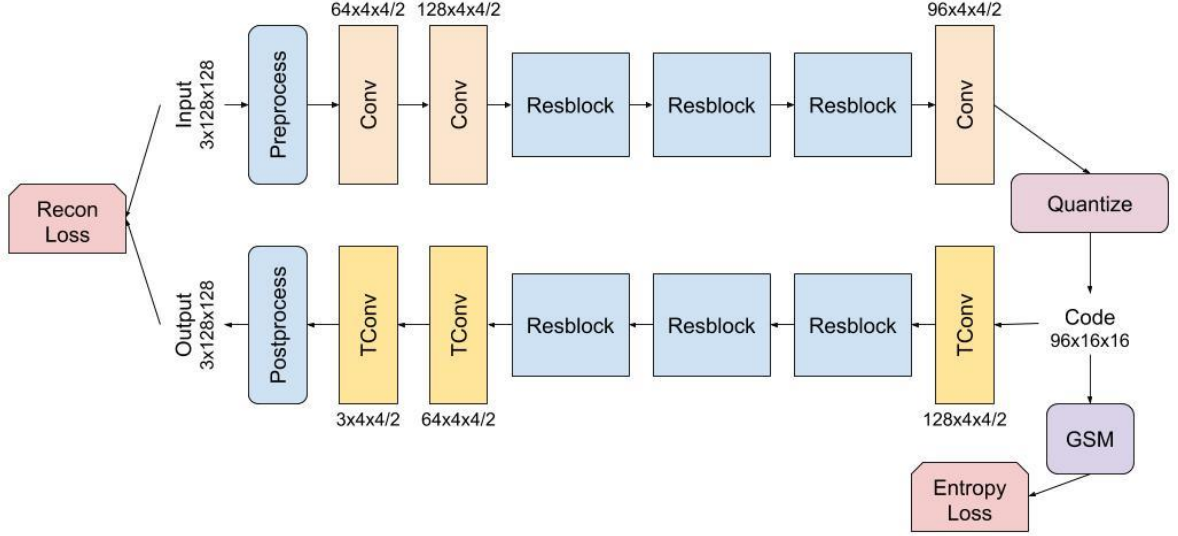 64x4x4/2
128x4x4/2
96x4x4/2
Input
3x128x128
Preprocess
Conv
Conv
Resblock
Resblock
Resblock
Conv
Quantize
Recon
Loss
Output
3x128x128
Postprocess
TConv
TConv
Resblock
Resblock
Resblock
TConv
Code
96x16x16
3x4x4/2
64x4x4/2
128x4x4/2
GSM
Entropy
Loss